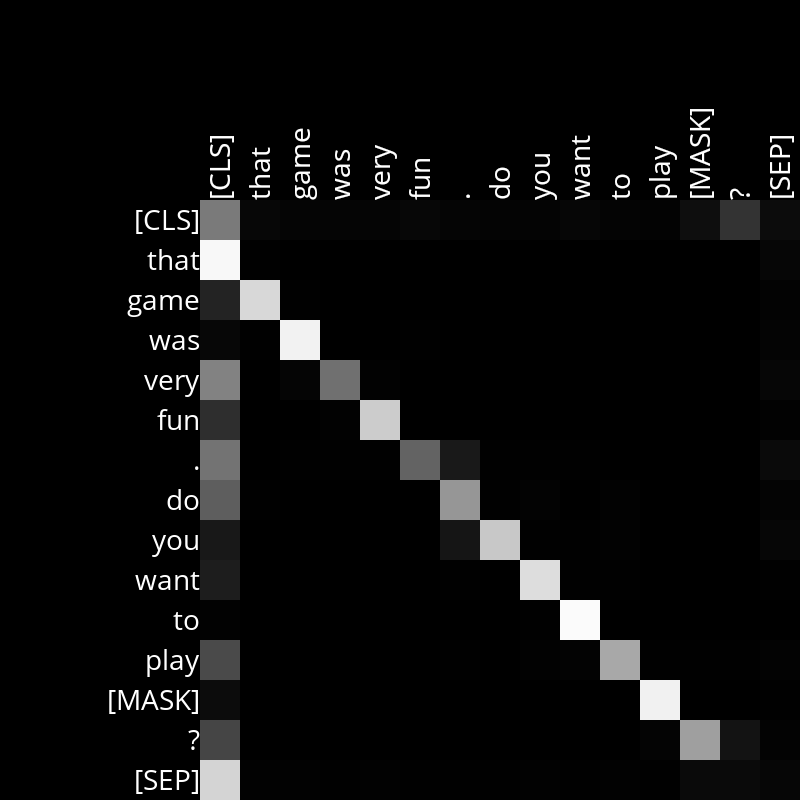 [CLS] that game was very fun . do you want to play [MASK] ? [SEP]
[CLS]
that
game
was
very
fun
.
do
you
want
to
play
[MASK]
?
[SEP]